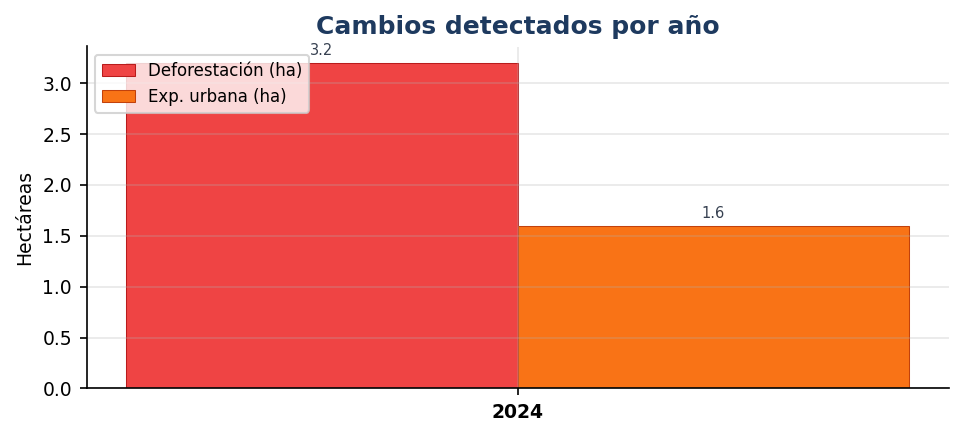 Cambios detectados por año
3.2
Deforestación (ha)
Exp. urbana (ha)
1.6
Hectáreas
3.0
2.5
2.0
1.5
1.0
0.5
0.0
2024